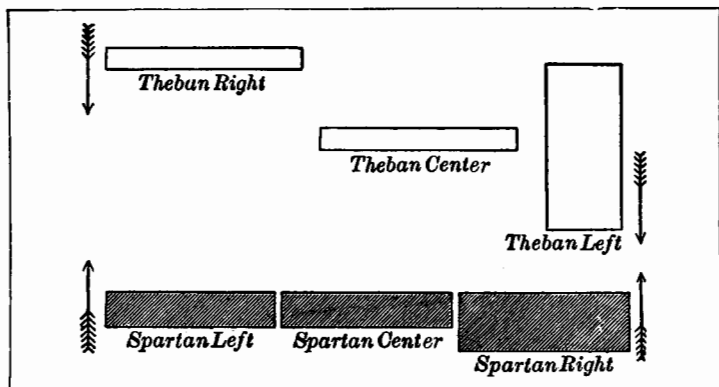 Theban Right
Theban Center
Theban Left
Spartan Left
Spartan Center
Spartan Right